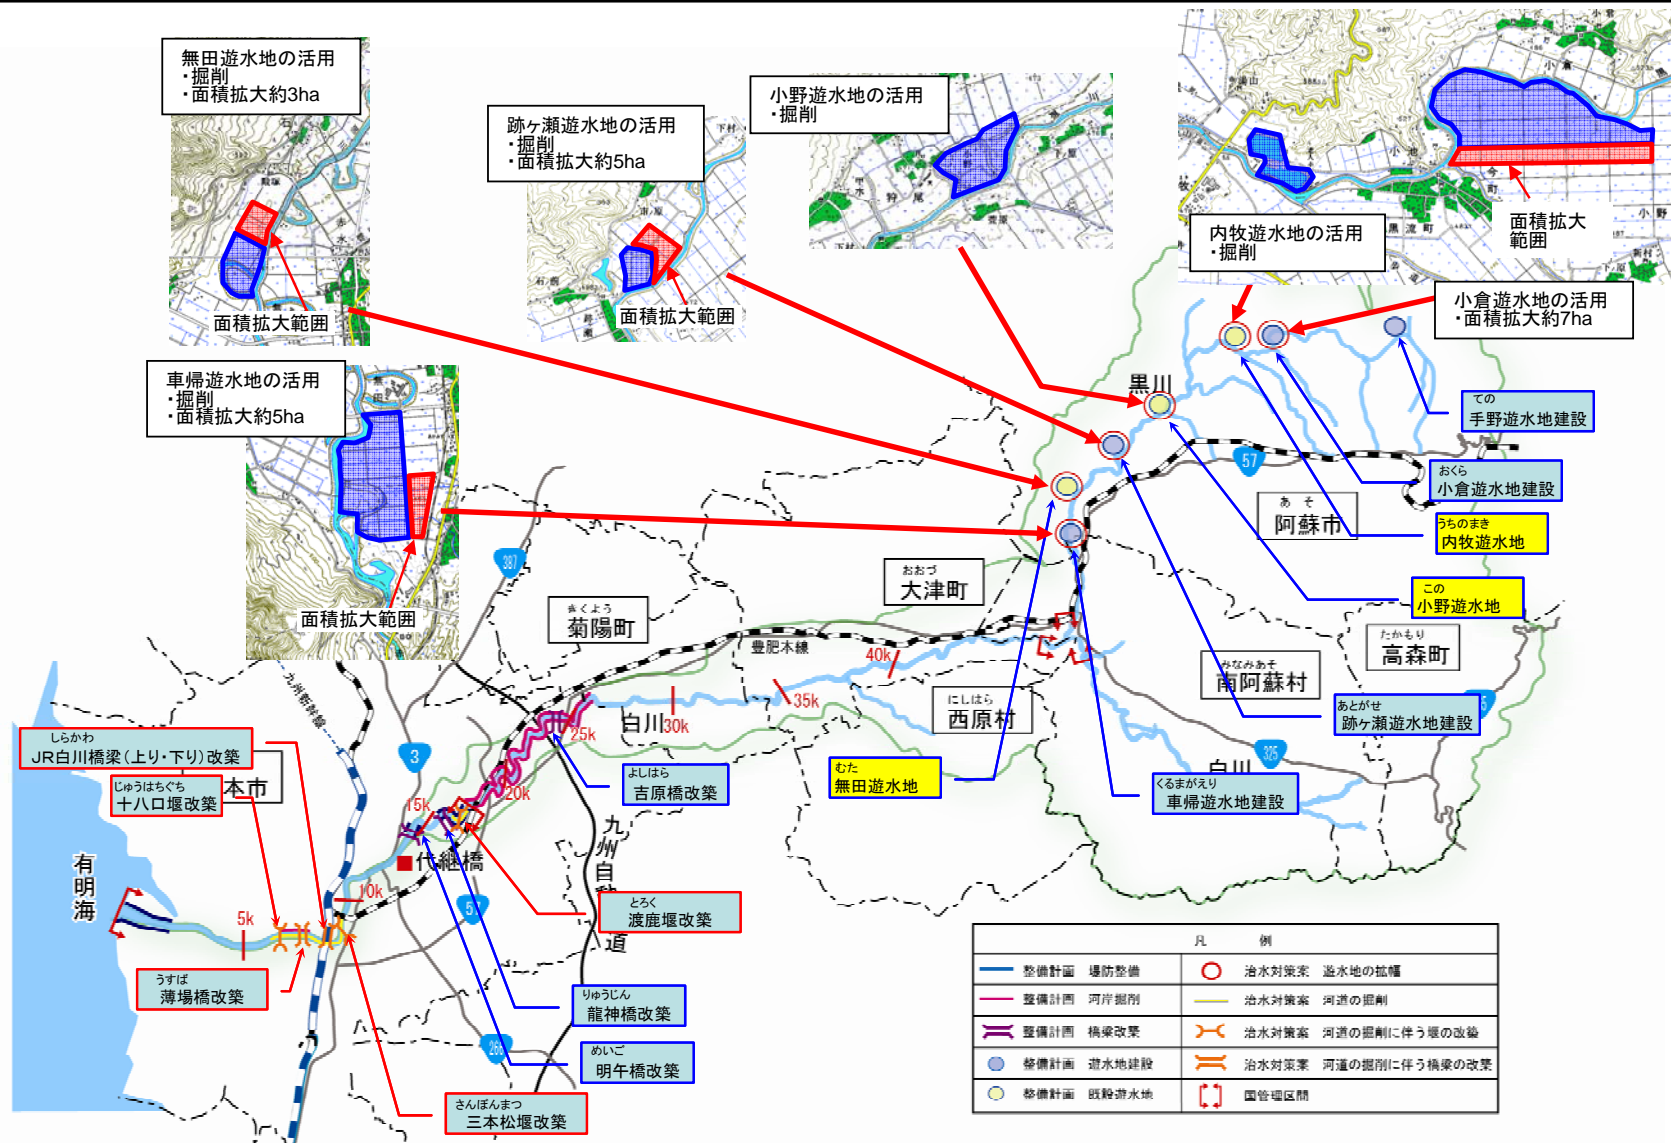 無田遊水地の活用
・掘削
・面積拡大約3ha
面積拡大範囲
跡ヶ瀬遊水地の活用
・掘削
・面積拡大約5ha
面積拡大範囲
小野遊水地の活用
・掘削
内牧遊水地の活用
・掘削
面積拡大
範囲
小倉遊水地の活用
・面積拡大約7ha
車帰遊水地の活用
・掘削
・面積拡大約5ha
面積拡大範囲
黒川
57
ての
手野遊水地建設
おくら
小倉遊水地建設
うちのまき
内牧遊水地
この
小野遊水地
あそ
阿蘇市
たかもり
高森町
みなみあそ
南阿蘇村
あとがせ
跡ヶ瀬遊水地建設
おおづ
大津町
きくよう
菊陽町
387
豊肥本線
40k
35k
30k
25k
20k
15k
10k
5k
白川
にしはら
西原村
325
白川
むた
無田遊水地
くるまがえり
車帰遊水地建設
よしはら
吉原橋改築
九州新幹線
しらかわ
JR白川橋梁(上り・下り)改築
本市
じゅうはちぐち
十八口堰改築
3
代継橋
有明海
九州自動
道
とろく
渡鹿堰改築
うすば
薄場橋改築
りゅうじん
龍神橋改築
めいご
明午橋改築
さんぼんまつ
三本松堰改築
266
凡 例
整備計画 堤防整備
治水対策案 遊水地の拡幅
整備計画 河岸掘削
治水対策案 河道の掘削
整備計画 橋梁改築
治水対策案 河道の掘削に伴う堰の改築
整備計画 遊水地建設
治水対策案 河道の掘削に伴う橋梁の改築
整備計画 既設遊水地
国管理区間